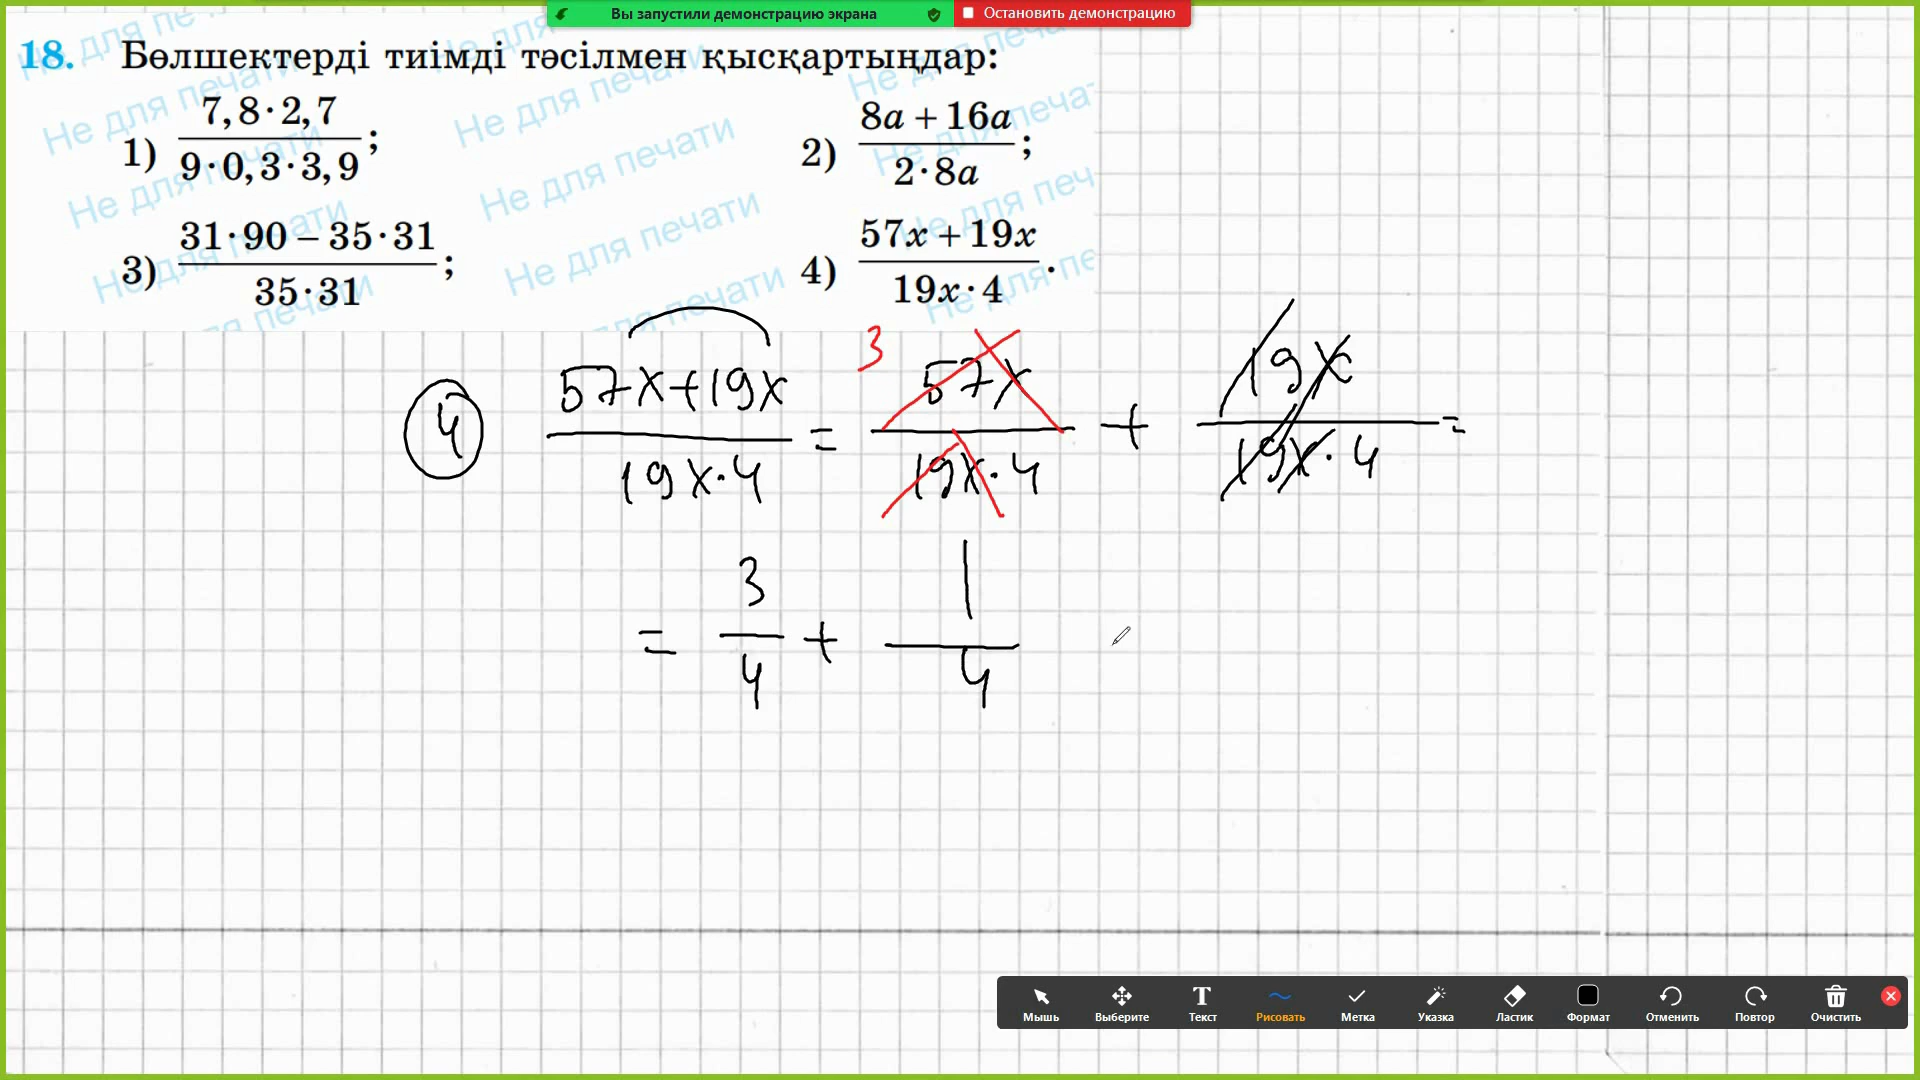 Вы запустили демонстрацию экрана
Остановить демонстрацию
18. Бөлшектерді тиімді тәсілмен қысқартыңдар:
1) 7,8·2,7 / 9·0,3·3,9 ;
2) 8a + 16a / 2·8a ;
3) 31·90 – 35·31 / 35·31 ;
4) 57x + 19x / 19x·4 .
Не для печати
4 57x+19x / 19x·4 = 3 57x / 19x·4 + 19x / 19x·4 =
= 3/4 + 1/4
Мышь Выберите Текст Рисовать Метка Указка Ластик Формат Отменить Повтор Очистить